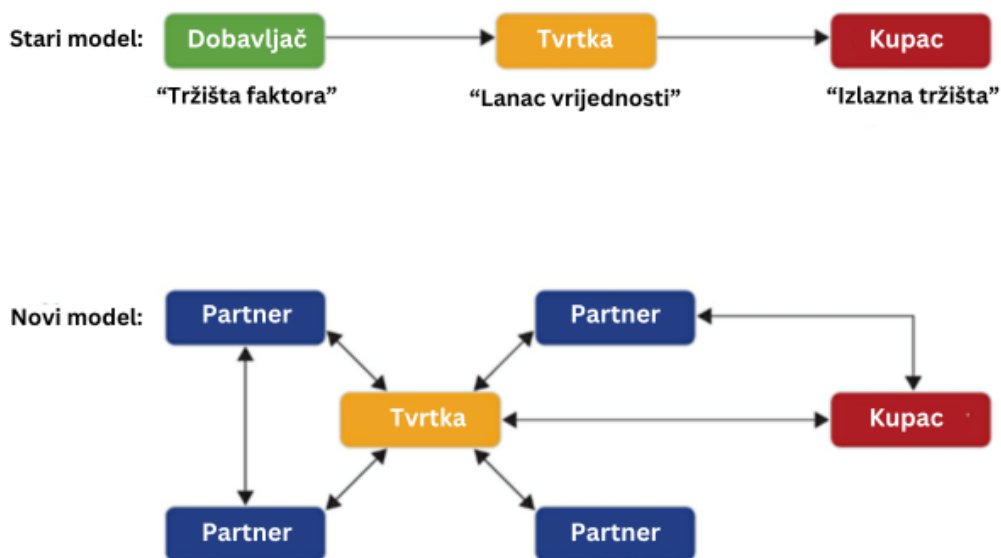 Stari model:
Dobavljač
Tvrtka
Kupac
“Tržišta faktora”
“Lanac vrijednosti”
“Izlazna tržišta”
Novi model:
Partner
Partner
Tvrtka
Kupac
Partner
Partner